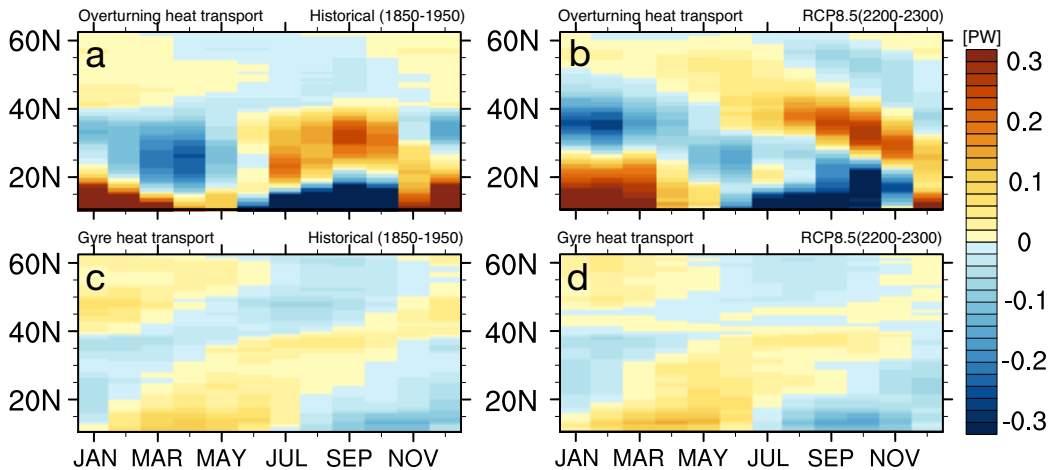 Overturning heat transport Historical (1850-1950)
Overturning heat transport RCP8.5(2200-2300)
[PW]
60N
40N
20N
a
60N
40N
20N
b
0.3
0.2
0.1
0
-0.1
-0.2
-0.3
Gyre heat transport Historical (1850-1950)
Gyre heat transport RCP8.5(2200-2300)
60N
40N
20N
c
60N
40N
20N
d
JAN MAR MAY JUL SEP NOV
JAN MAR MAY JUL SEP NOV